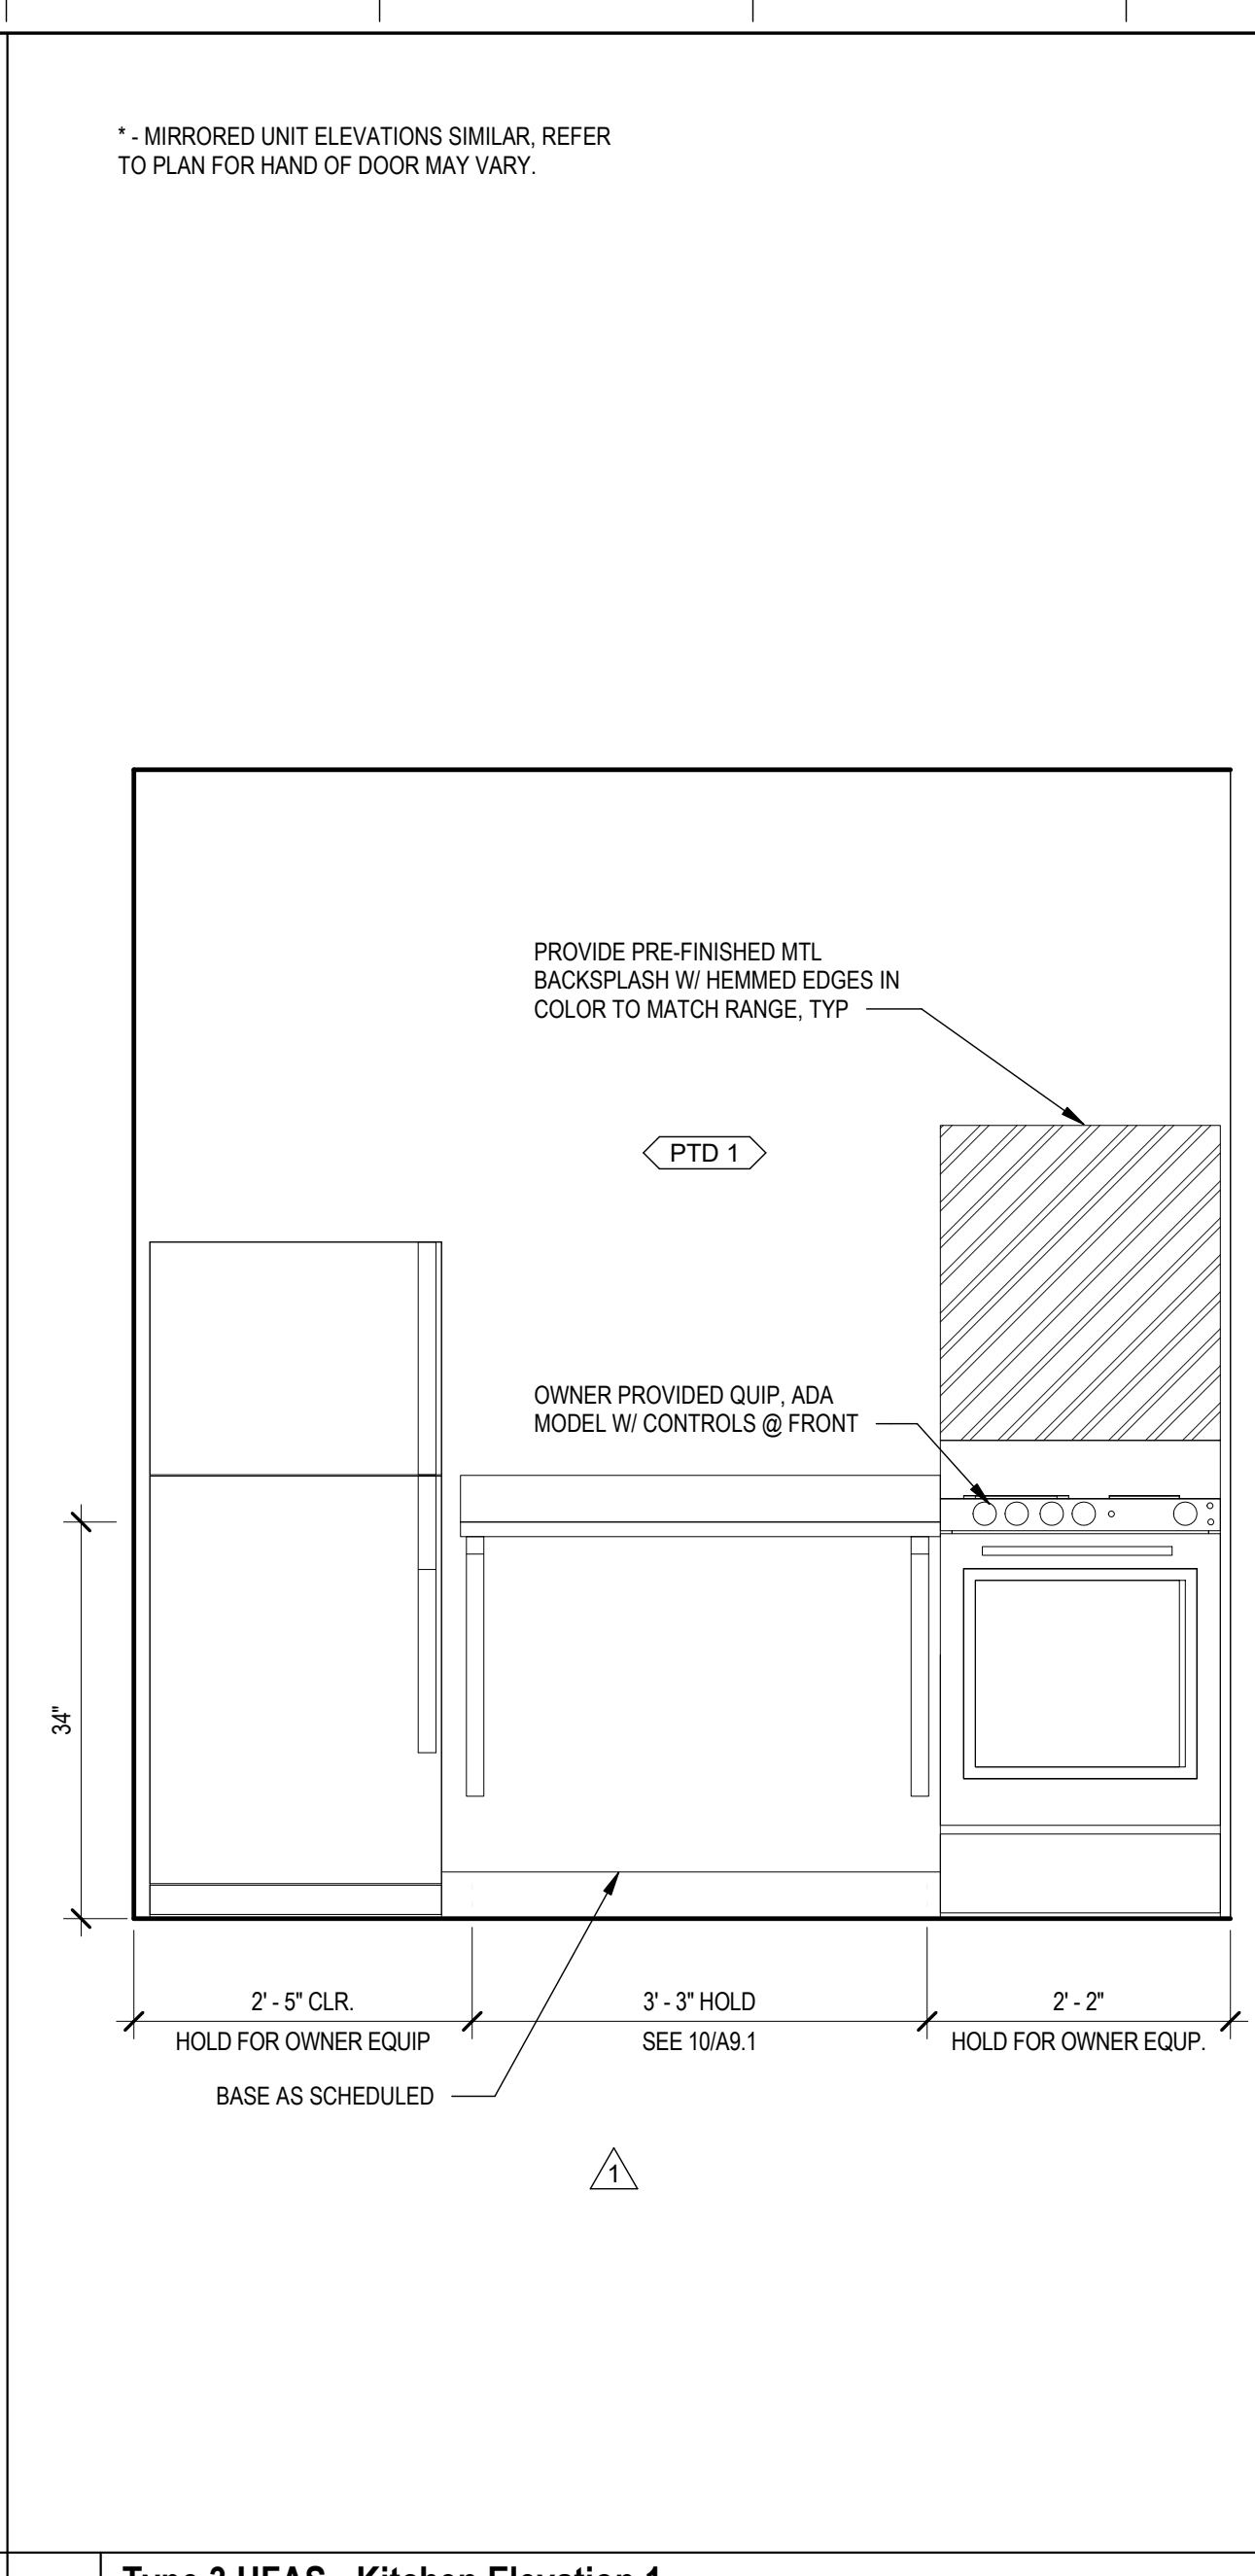 * - MIRRORED UNIT ELEVATIONS SIMILAR, REFER
TO PLAN FOR HAND OF DOOR MAY VARY.
PROVIDE PRE-FINISHED MTL
BACKSPLASH W/ HEMMED EDGES IN
COLOR TO MATCH RANGE, TYP
PTD 1
OWNER PROVIDED QUIP, ADA
MODEL W/ CONTROLS @ FRONT
34"
2' - 5" CLR.
HOLD FOR OWNER EQUIP
3' - 3" HOLD
SEE 10/A9.1
2' - 2"
HOLD FOR OWNER EQUP.
BASE AS SCHEDULED
1
Kitchen Elevation 1